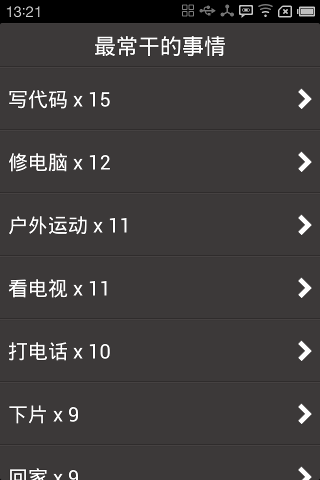 13:21
最常干的事情
写代码 x 15
修电脑 x 12
户外运动 x 11
看电视 x 11
打电话 x 10
下片 x 9
回家 x 9